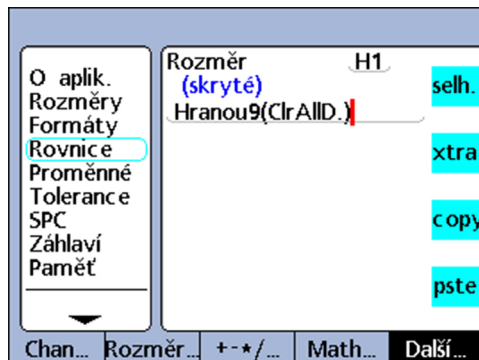 O aplik.
Rozměry
Formáty
Rovnice
Proměnné
Tolerance
SPC
Záhlaví
Paměť
Rozměr H1
(skryté)
Hranou9(ClrAllD.)
selh.
xtra
copy
pste
Chan... Rozměr... +-*/... Math... Další...